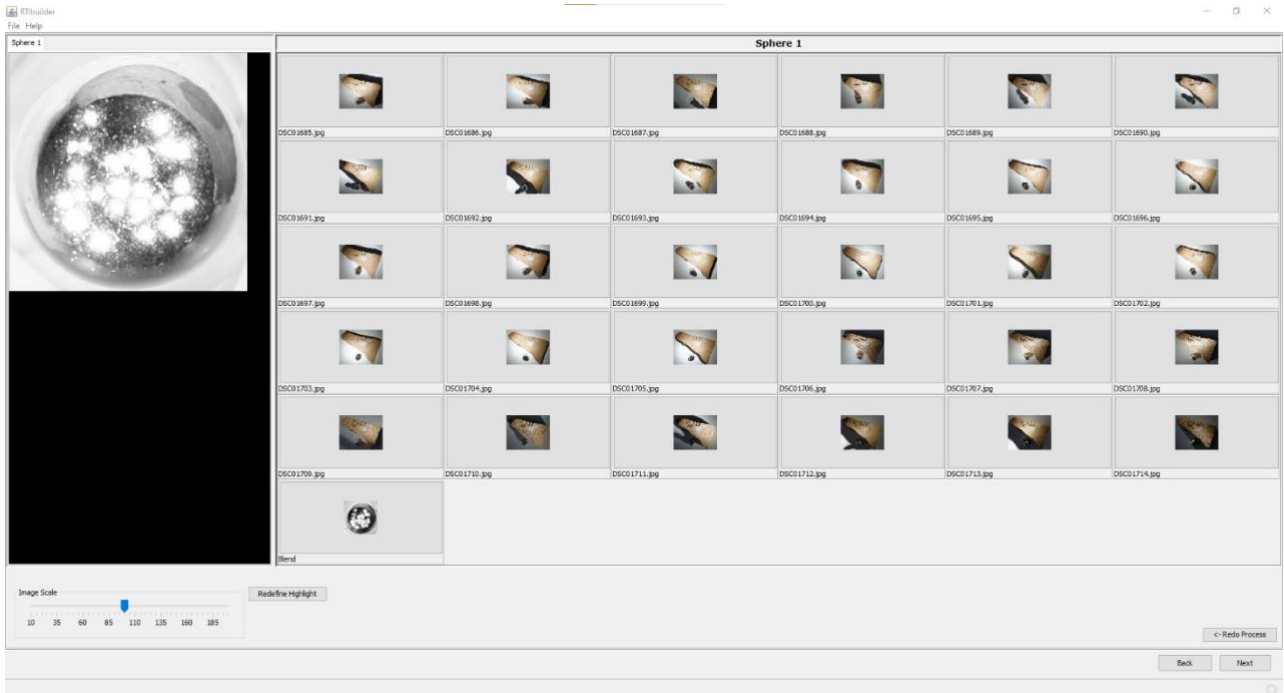 RTIbuilder
File Help
Sphere 1
Sphere 1
DSC01685.jpg DSC01686.jpg DSC01687.jpg DSC01688.jpg DSC01689.jpg DSC01690.jpg
DSC01691.jpg DSC01692.jpg DSC01693.jpg DSC01694.jpg DSC01695.jpg DSC01696.jpg
DSC01697.jpg DSC01698.jpg DSC01699.jpg DSC01700.jpg DSC01701.jpg DSC01702.jpg
DSC01703.jpg DSC01704.jpg DSC01705.jpg DSC01706.jpg DSC01707.jpg DSC01708.jpg
DSC01709.jpg DSC01710.jpg DSC01711.jpg DSC01712.jpg DSC01713.jpg DSC01714.jpg
Blend
Image Scale
Redefine Highlight
10 35 60 85 110 135 160 185
<- Redo Process
Back Next